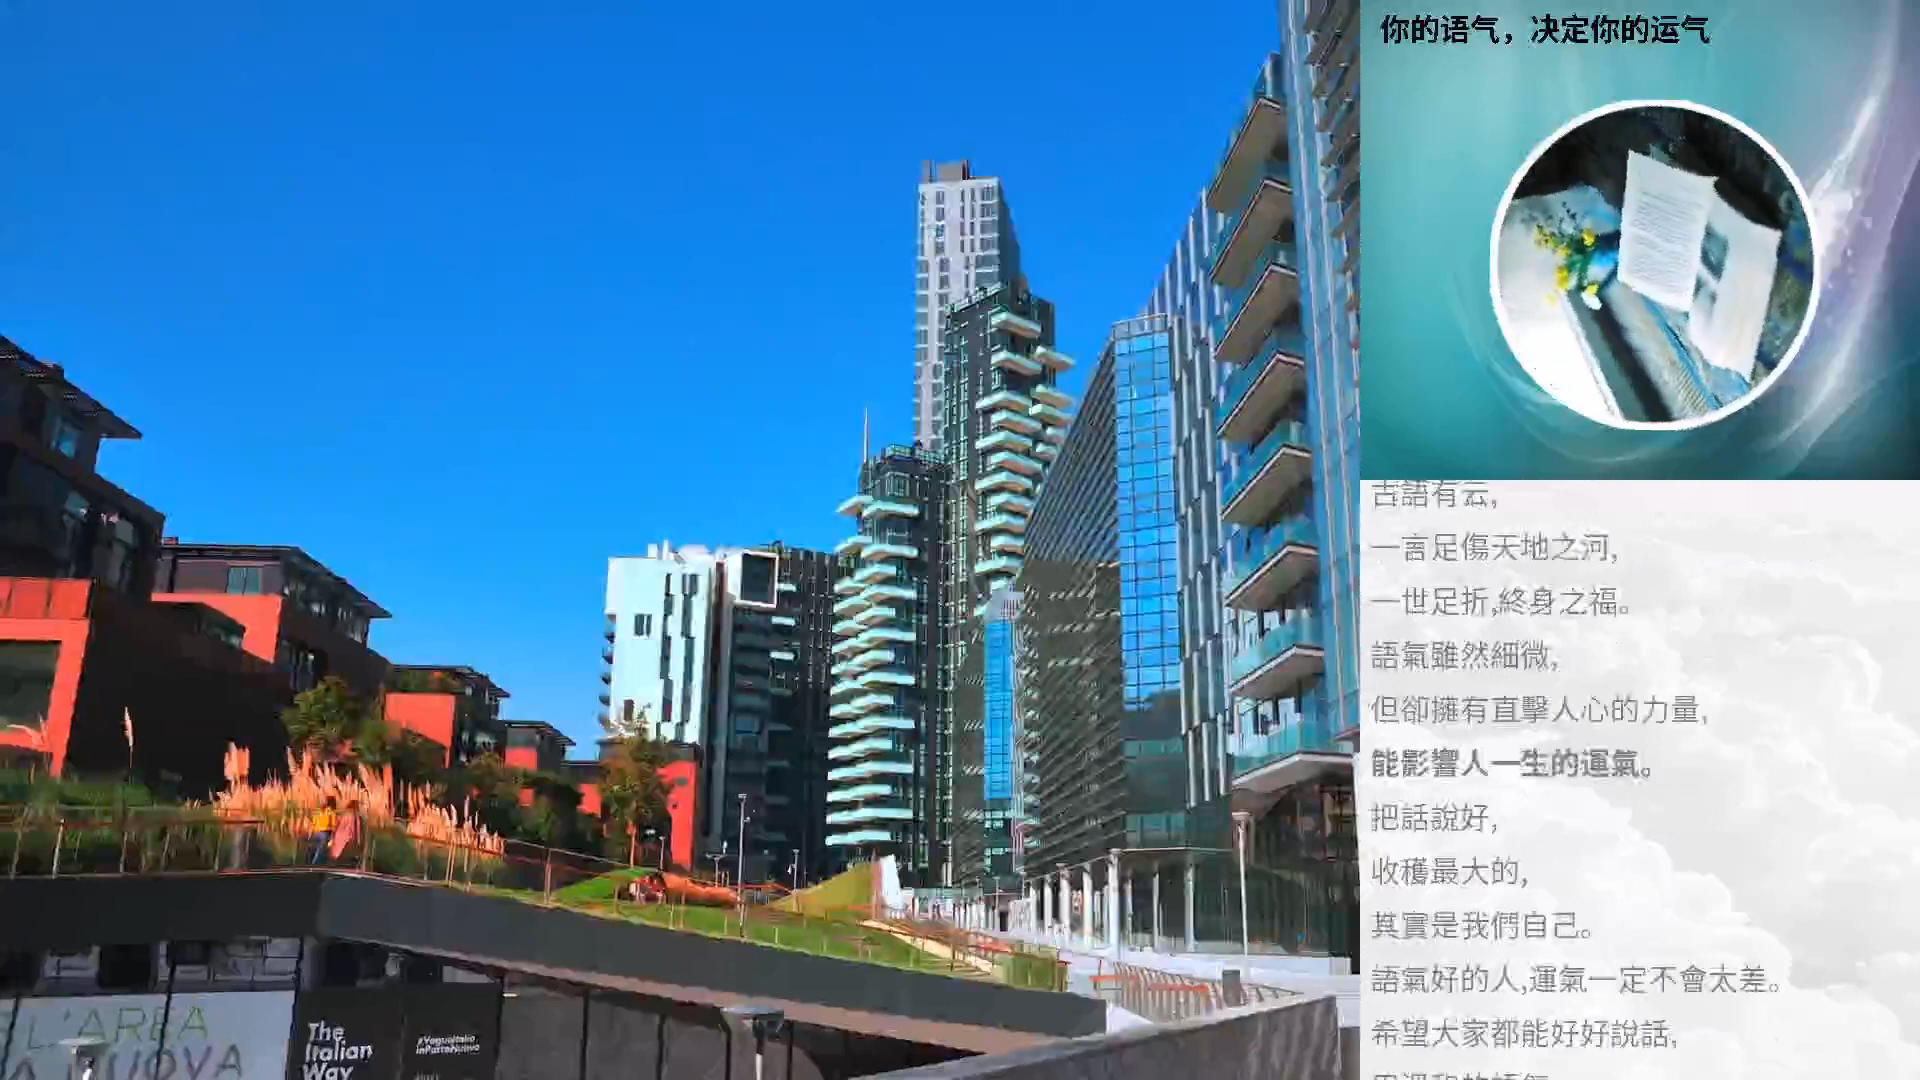 你的语气，决定你的运气
古語有云,
一言足傷天地之河,
一世足折,終身之福。
語氣雖然細微,
但卻擁有直擊人心的力量,
能影響人一生的運氣。
把話說好,
收穫最大的,
其實是我們自己。
語氣好的人,運氣一定不會太差。
希望大家都能好好說話,
L'AREA
NUOVA
The
Italian
Way